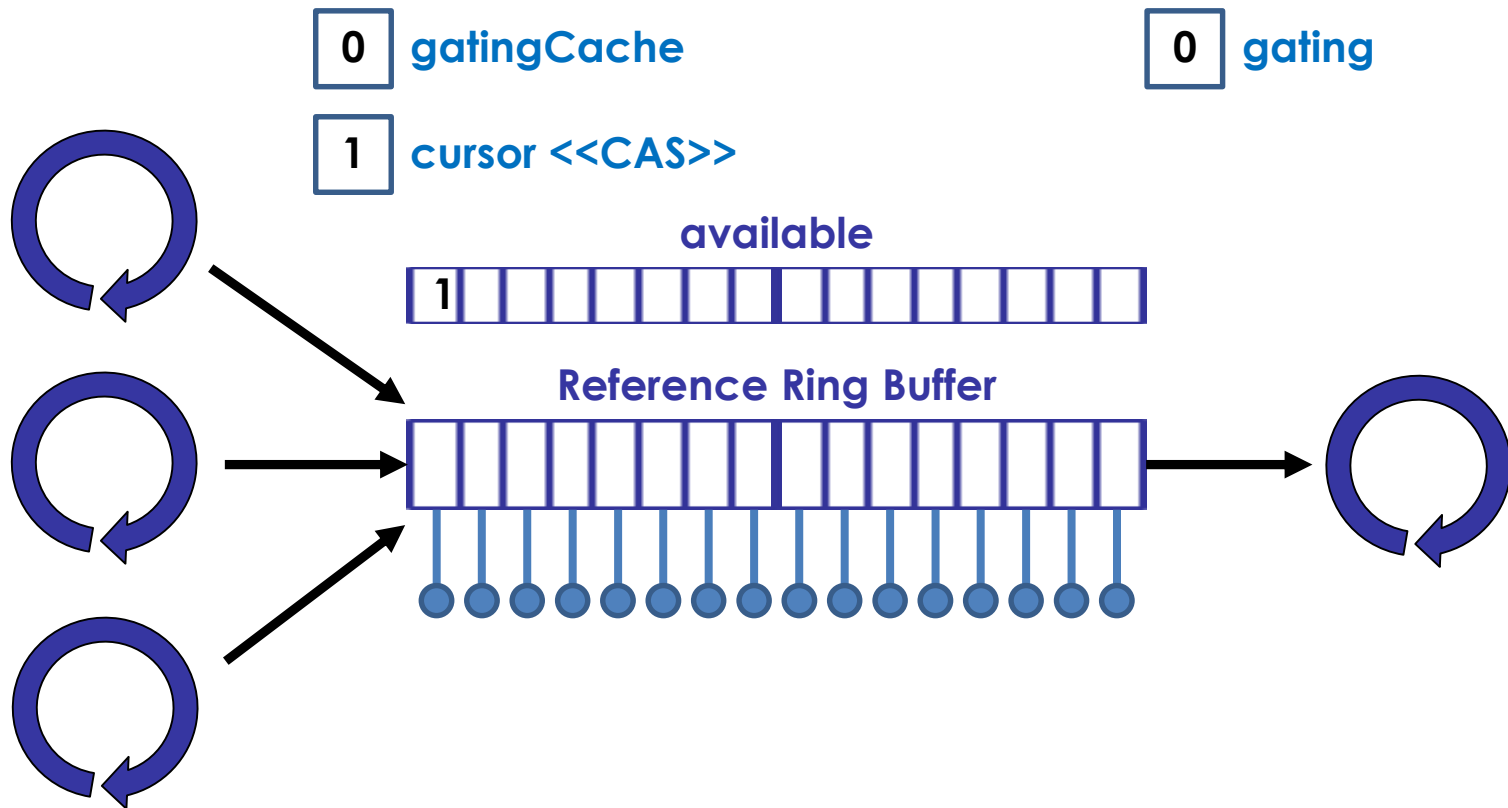 0 gatingCache
0 gating
1 cursor <<CAS>>
available
1
Reference Ring Buffer